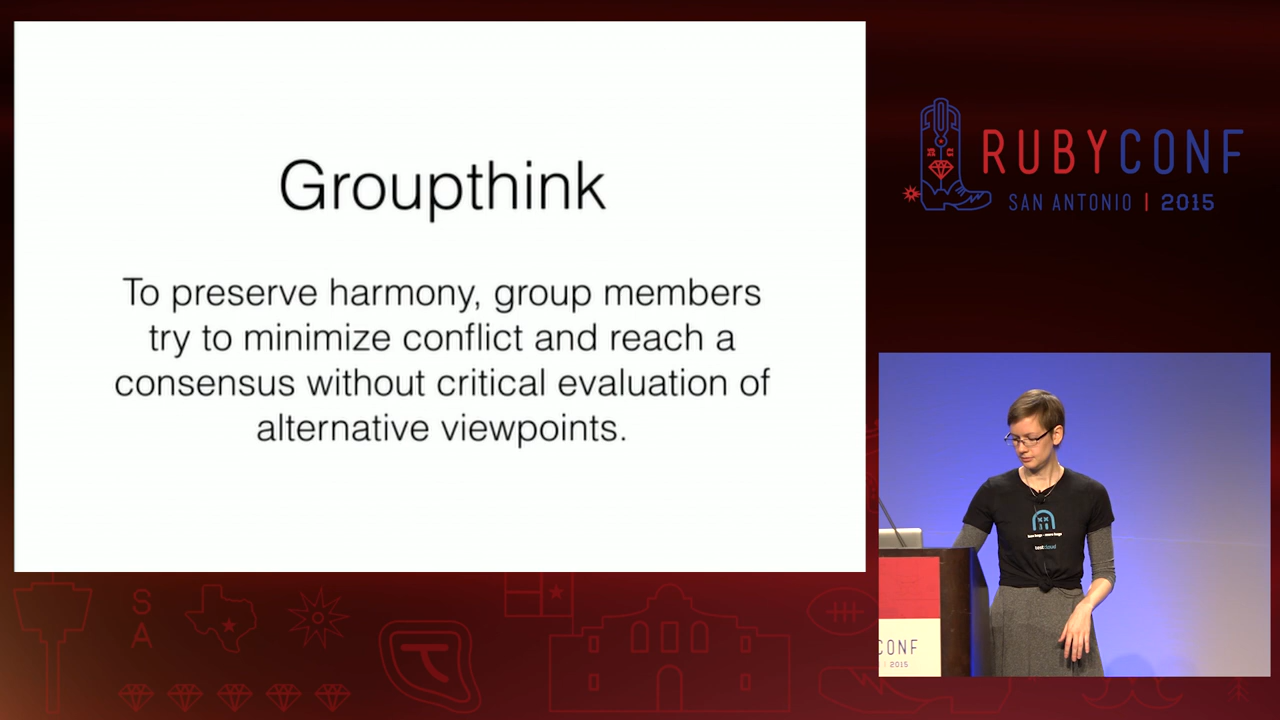 Groupthink
To preserve harmony, group members
try to minimize conflict and reach a
consensus without critical evaluation of
alternative viewpoints.
RUBYCONF
SAN ANTONIO | 2015
testcloud
CONF
2015
S
A